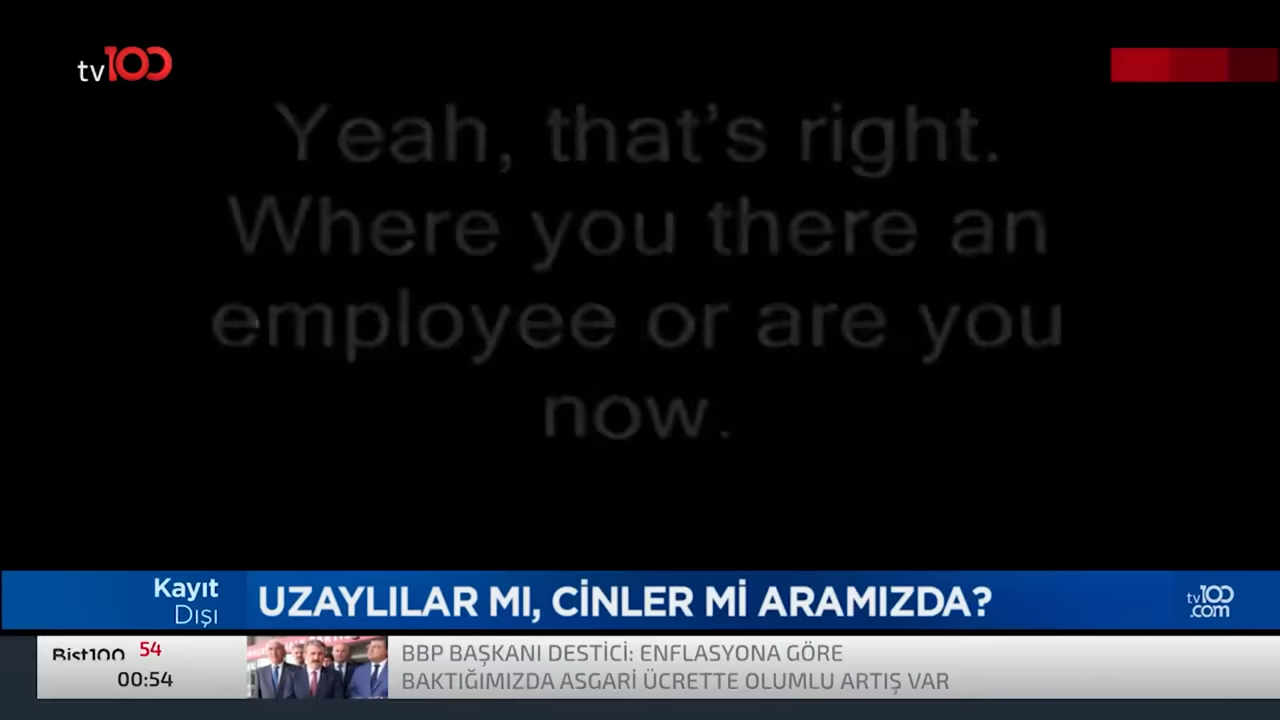 tv100
Yeah, that's right.
Where you there an
employee or are you
now.
Kayıt
Dışı
UZAYLILAR MI, CİNLER Mİ ARAMIZDA?
tv100
.com
Bist100 54
00:54
BBP BAŞKANI DESTİCİ: ENFLASYONA GÖRE
BAKTIĞIMIZDA ASGARİ ÜCRETTE OLUMLU ARTIŞ VAR